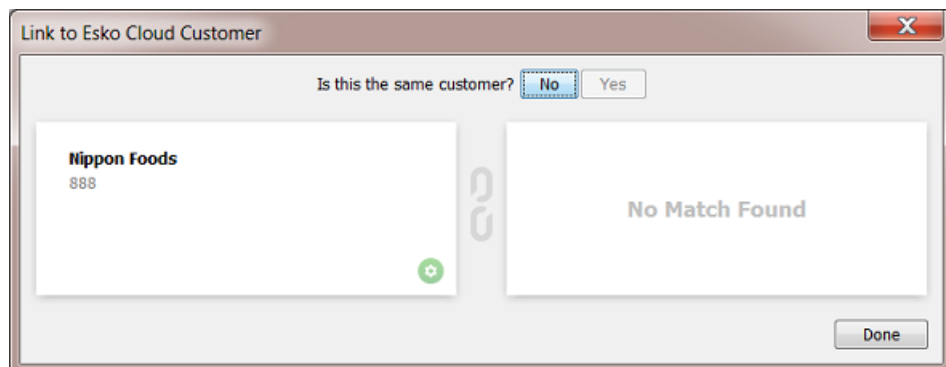 Link to Esko Cloud Customer
Is this the same customer? No Yes
Nippon Foods
888
No Match Found
Done